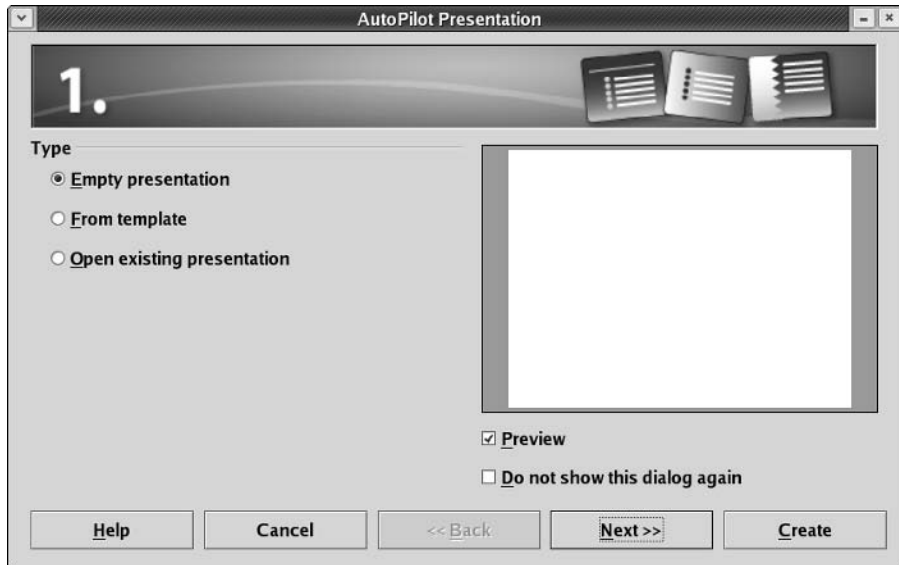 AutoPilot Presentation
1.
Type
Empty presentation
From template
Open existing presentation
Preview
Do not show this dialog again
Help
Cancel
<< Back
Next >>
Create